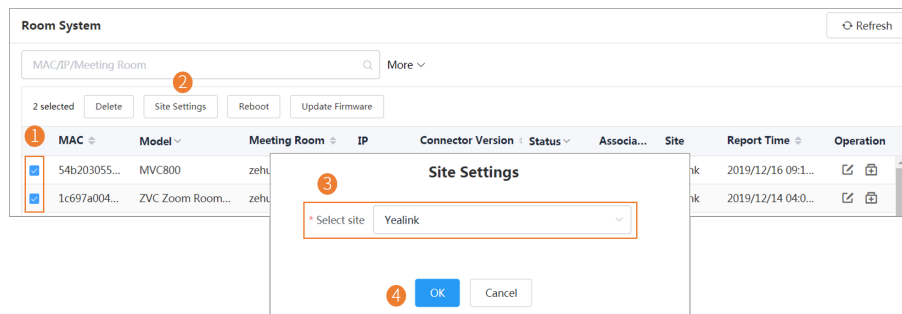 Room System
Refresh
MAC/IP/Meeting Room
More
2
2 selected Delete Site Settings Reboot Update Firmware
1
MAC Model Meeting Room IP Connector Version Status Associa... Site Report Time Operation
54b203055... MVC800 zehu nk 2019/12/16 09:1...
1c697a004... ZVC Zoom Room... zehu nk 2019/12/14 04:0...
Site Settings
3
* Select site Yealink
4
OK Cancel